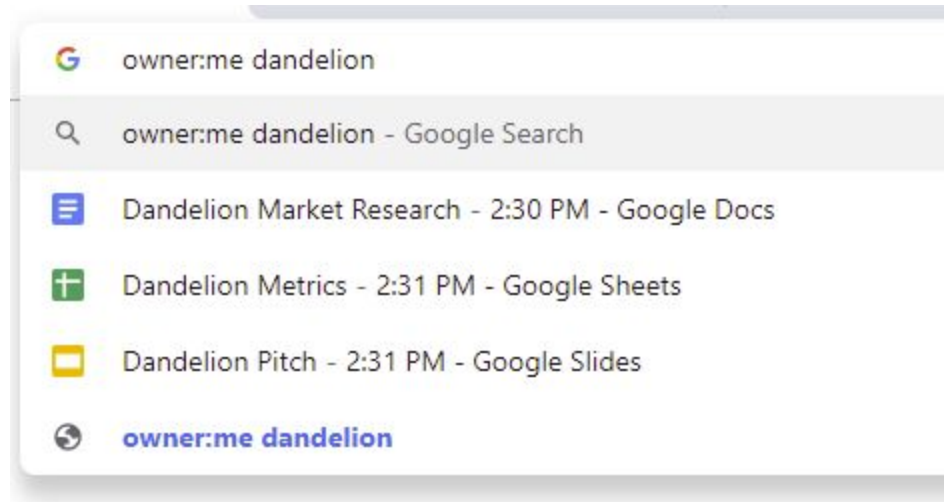 owner:me dandelion
owner:me dandelion - Google Search
Dandelion Market Research - 2:30 PM - Google Docs
Dandelion Metrics - 2:31 PM - Google Sheets
Dandelion Pitch - 2:31 PM - Google Slides
owner:me dandelion